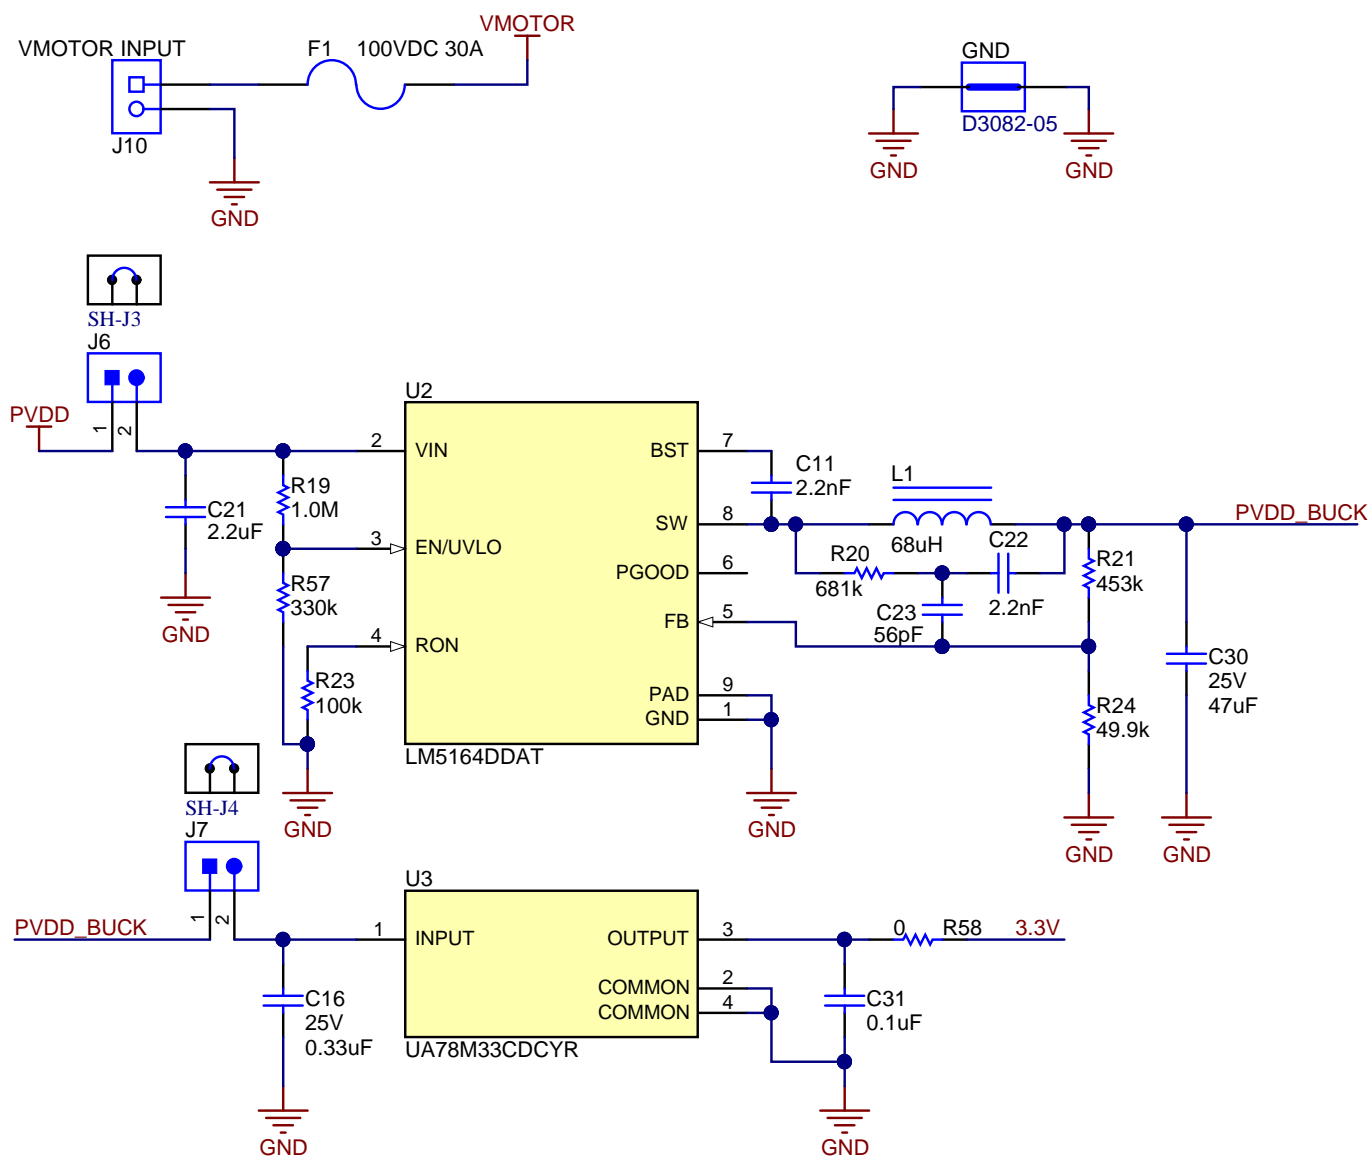 VMOTOR INPUT
F1
100VDC 30A
VMOTOR
J10
GND
GND
D3082-05
GND
GND
SH-J3
J6
PVDD
1
2
C21
2.2uF
GND
R19
1.0M
R57
330k
R23
100k
GND
U2
2
VIN
3
EN/UVLO
4
RON
BST
7
SW
8
PGOOD
6
FB
5
PAD
9
GND
1
LM5164DDAT
GND
C11
2.2nF
L1
68uH
R20
681k
C22
2.2nF
C23
56pF
R21
453k
R24
49.9k
GND
PVDD_BUCK
C30
25V
47uF
GND
SH-J4
J7
PVDD_BUCK
1
2
C16
25V
0.33uF
GND
U3
1
INPUT
OUTPUT
3
COMMON
2
COMMON
4
UA78M33CDCYR
0
R58
3.3V
C31
0.1uF
GND